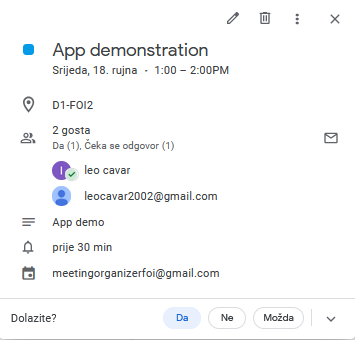 App demonstration
Srijeda, 18. rujna · 1:00 – 2:00PM
D1-FOI2
2 gosta
Da (1), Čeka se odgovor (1)
l leo cavar
leocavar2002@gmail.com
App demo
prije 30 min
meetingorganizerfoi@gmail.com
Dolazite? Da Ne Možda